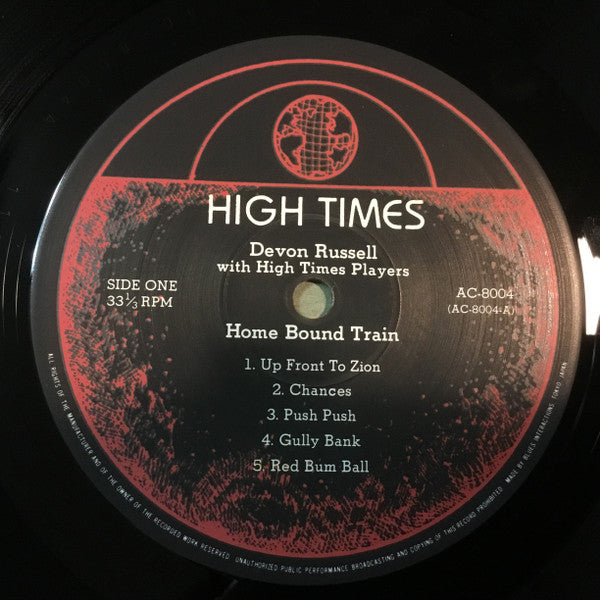 HIGH TIMES
Devon Russell
with High Times Players
SIDE ONE
33 1/3 RPM
AC-8004
(AC-8004-A)
Home Bound Train
1. Up Front To Zion
2. Chances
3. Push Push
4. Gully Bank
5. Red Bum Ball
ALL RIGHTS OF THE MANUFACTURER AND OF THE OWNER OF THE RECORDED WORK RESERVED. UNAUTHORIZED PUBLIC PERFORMANCE BROADCASTING AND COPYING OF THIS RECORD PROHIBITED. MADE BY BLUES INTERACTIONS. TOKYO JAPAN